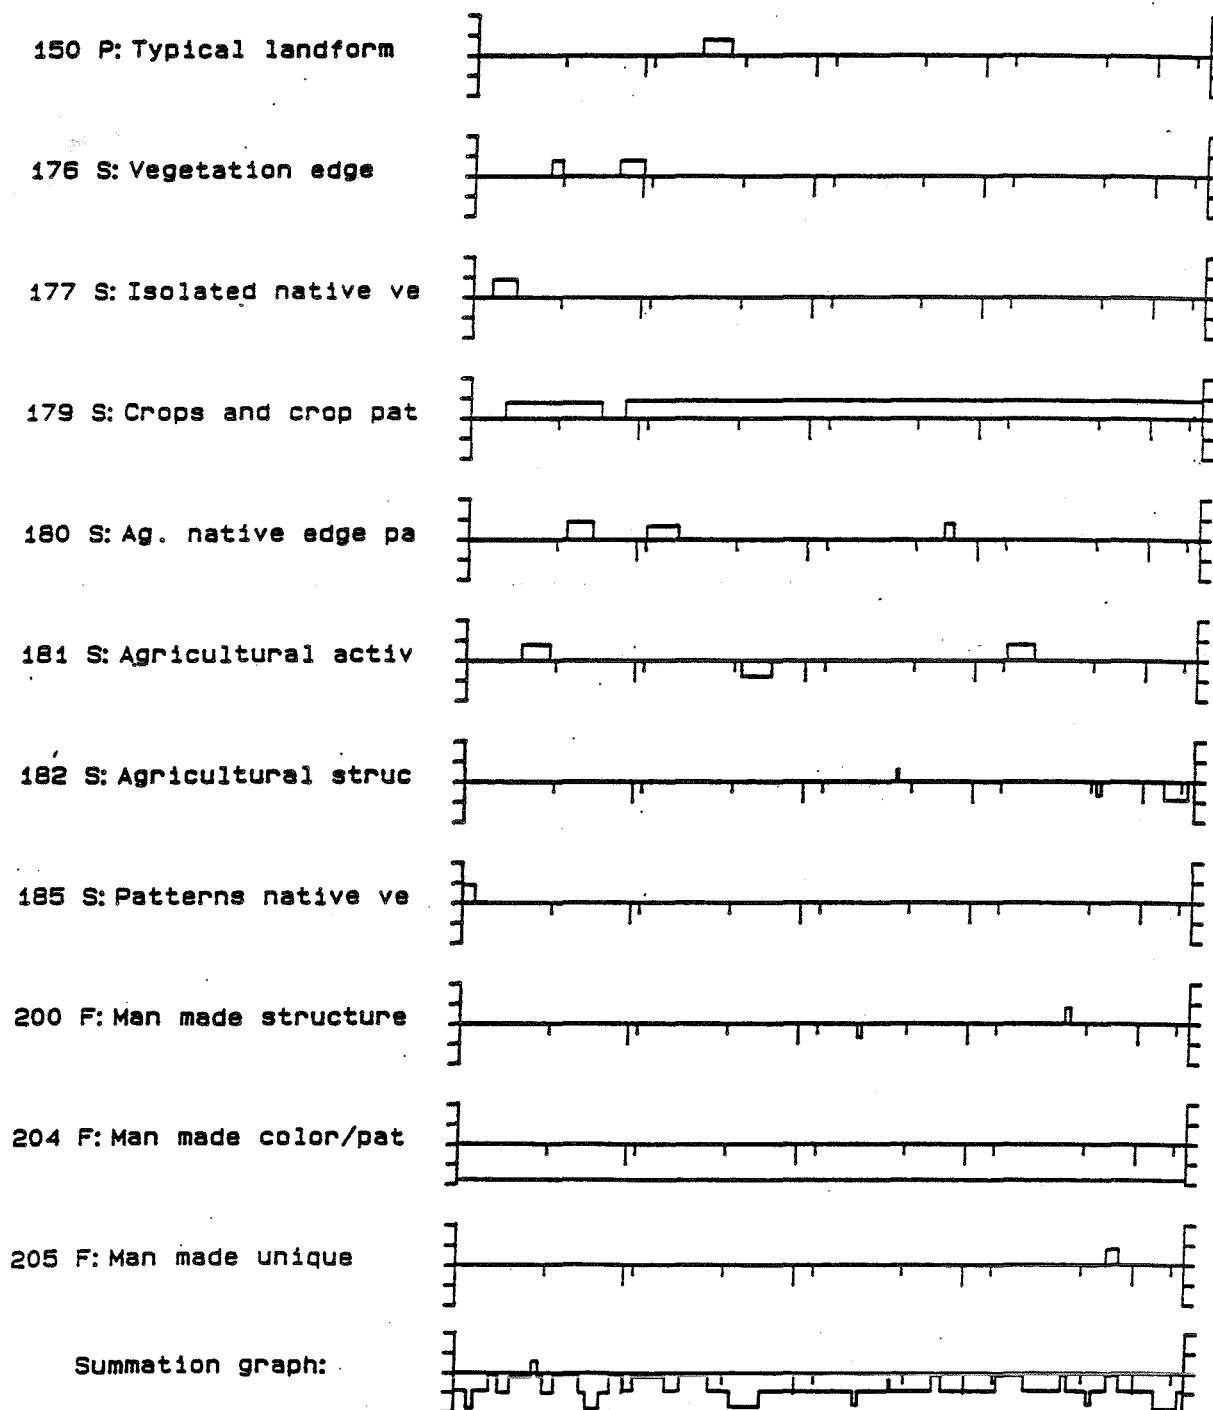 150 P: Typical landform
176 S: Vegetation edge
177 S: Isolated native ve
179 S: Crops and crop pat
180 S: Ag. native edge pa
181 S: Agricultural activ
182 S: Agricultural struc
185 S: Patterns native ve
200 F: Man made structure
204 F: Man made color/pat
205 F: Man made unique
Summation graph: